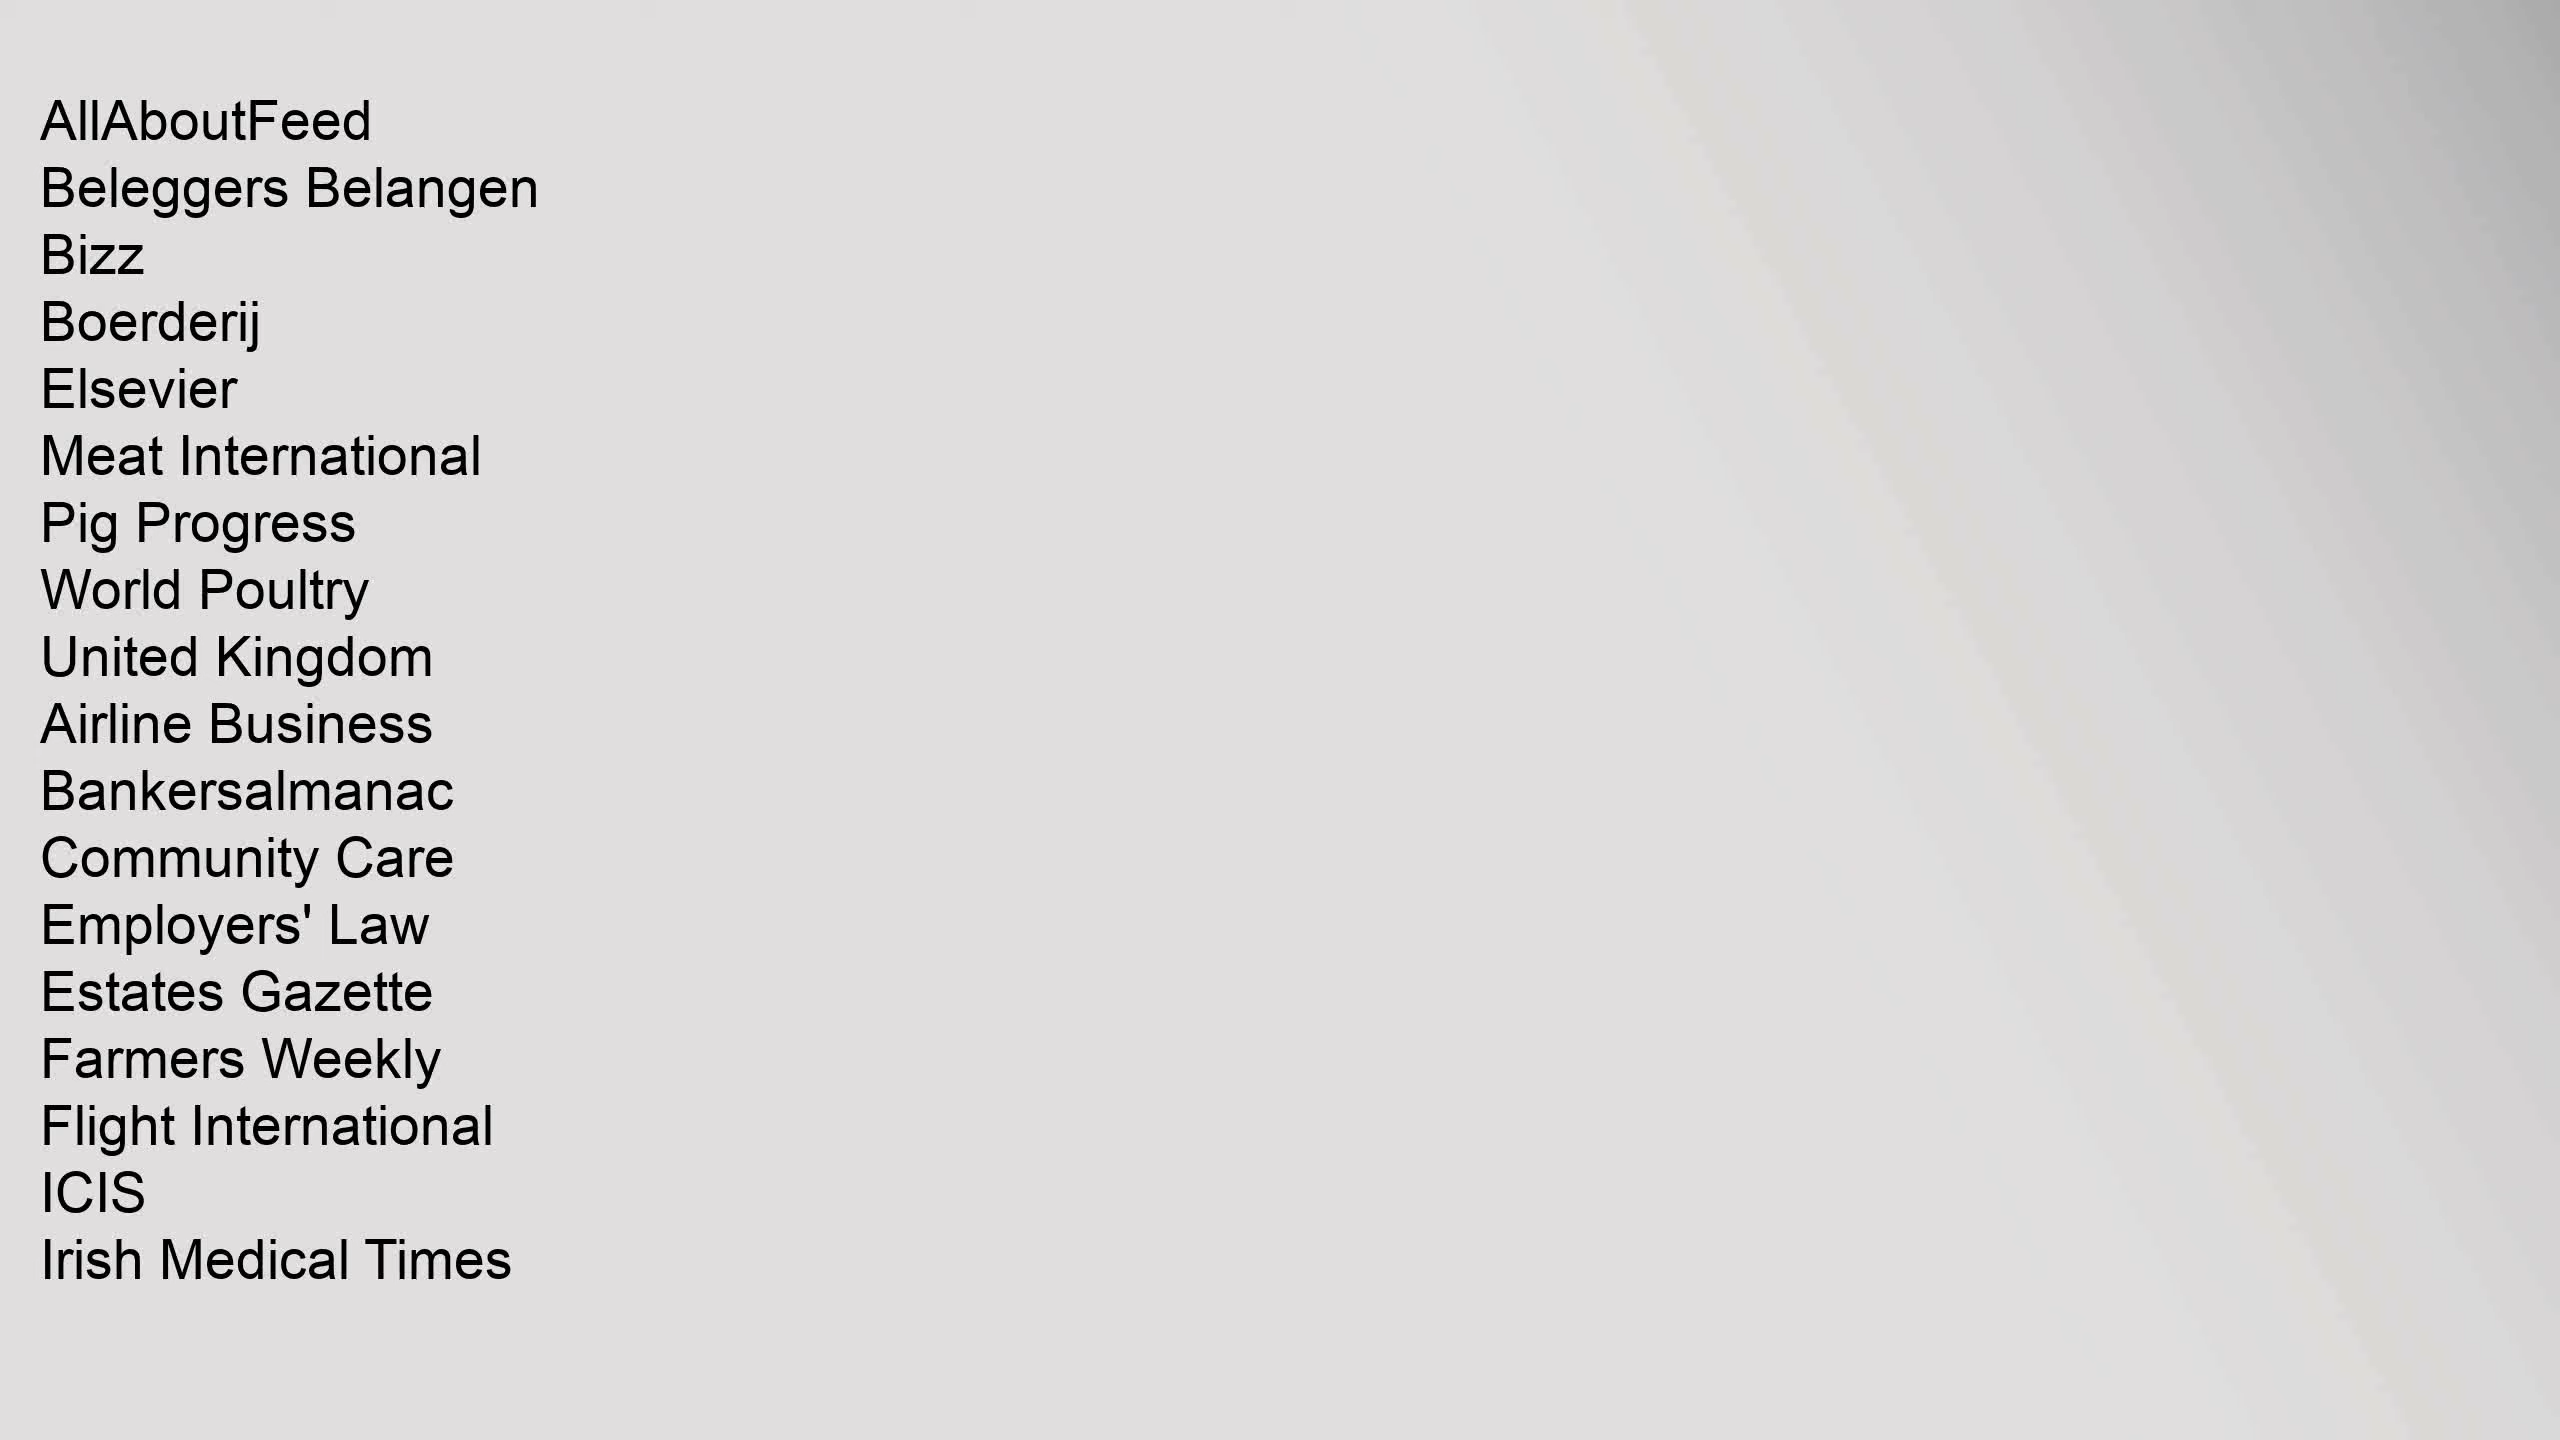 AllAboutFeed
Beleggers Belangen
Bizz
Boerderij
Elsevier
Meat International
Pig Progress
World Poultry
United Kingdom
Airline Business
Bankersalmanac
Community Care
Employers' Law
Estates Gazette
Farmers Weekly
Flight International
ICIS
Irish Medical Times